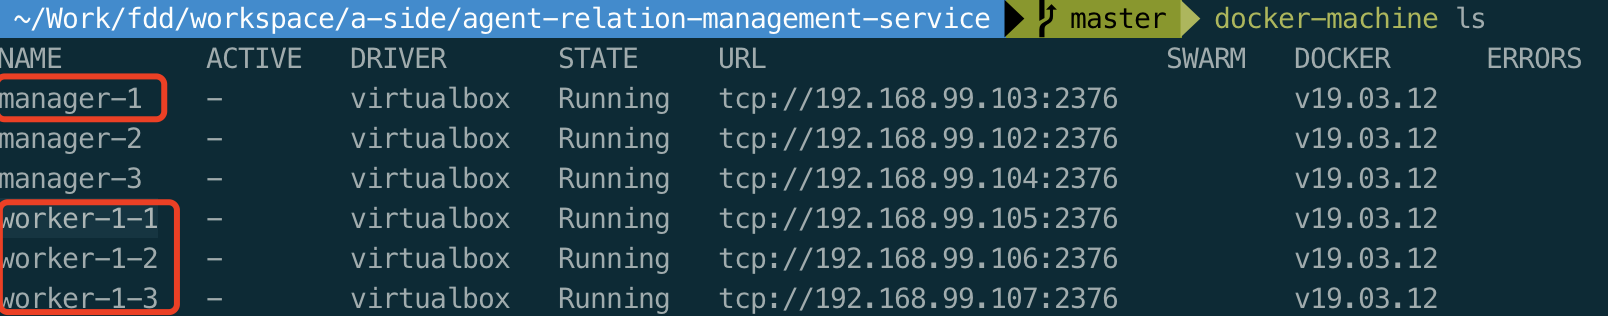 ~/Work/fdd/workspace/a-side/agent-relation-management-service master docker-machine ls
NAME ACTIVE DRIVER STATE URL SWARM DOCKER ERRORS
manager-1 - virtualbox Running tcp://192.168.99.103:2376 v19.03.12
manager-2 - virtualbox Running tcp://192.168.99.102:2376 v19.03.12
manager-3 - virtualbox Running tcp://192.168.99.104:2376 v19.03.12
worker-1-1 - virtualbox Running tcp://192.168.99.105:2376 v19.03.12
worker-1-2 - virtualbox Running tcp://192.168.99.106:2376 v19.03.12
worker-1-3 - virtualbox Running tcp://192.168.99.107:2376 v19.03.12